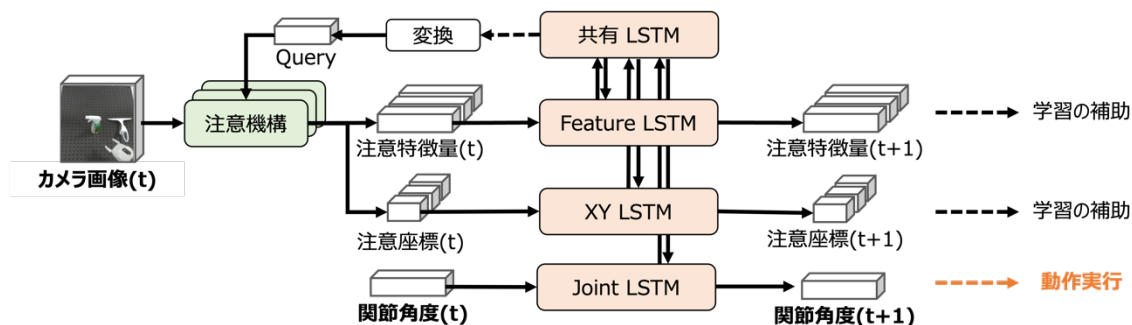 変換
共有 LSTM
Query
注意機構
Feature LSTM
学習の補助
注意特徴量(t)
注意特徴量(t+1)
カメラ画像(t)
XY LSTM
学習の補助
注意座標(t)
注意座標(t+1)
Joint LSTM
動作実行
関節角度(t)
関節角度(t+1)